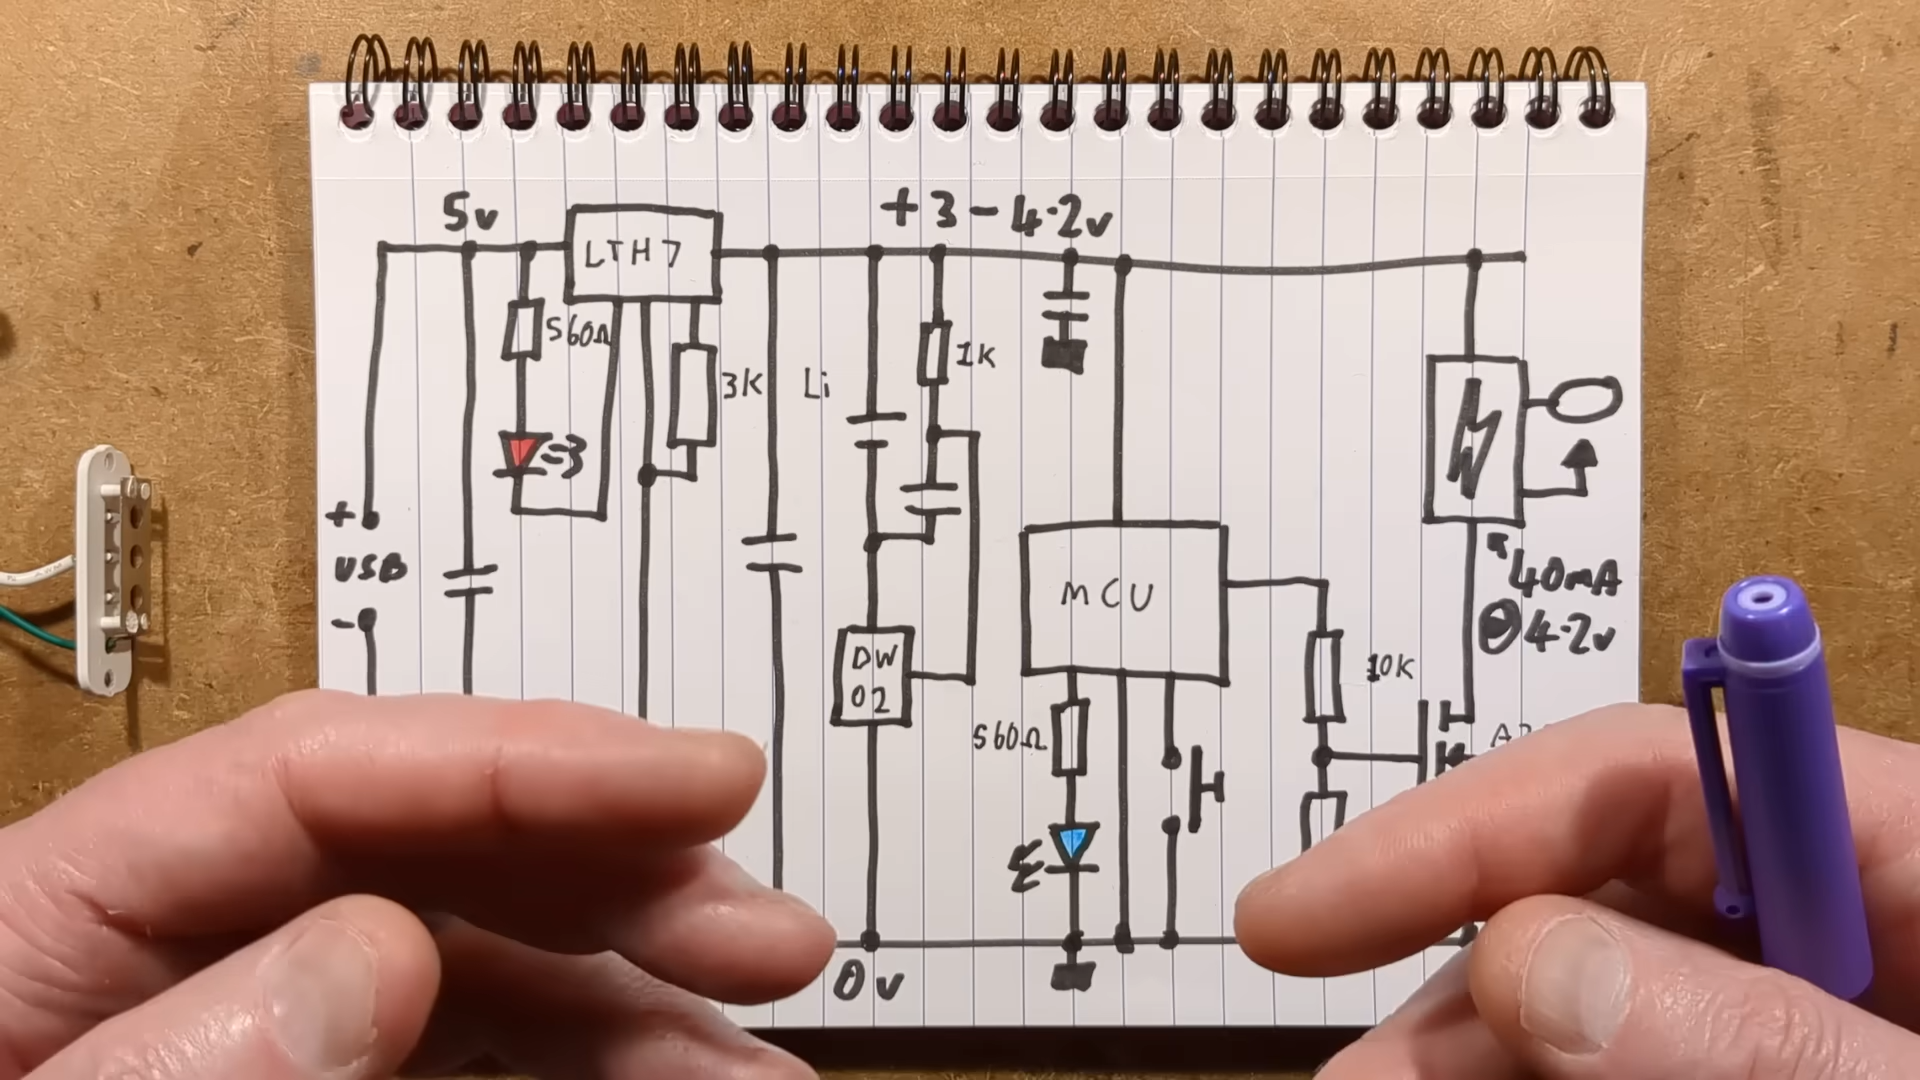 5v
+ 3 - 4.2v
LTH7
560Ω
1K
3K
Li
+
USB
-
40mA
@4.2v
MCU
DW
02
10K
560Ω
0v